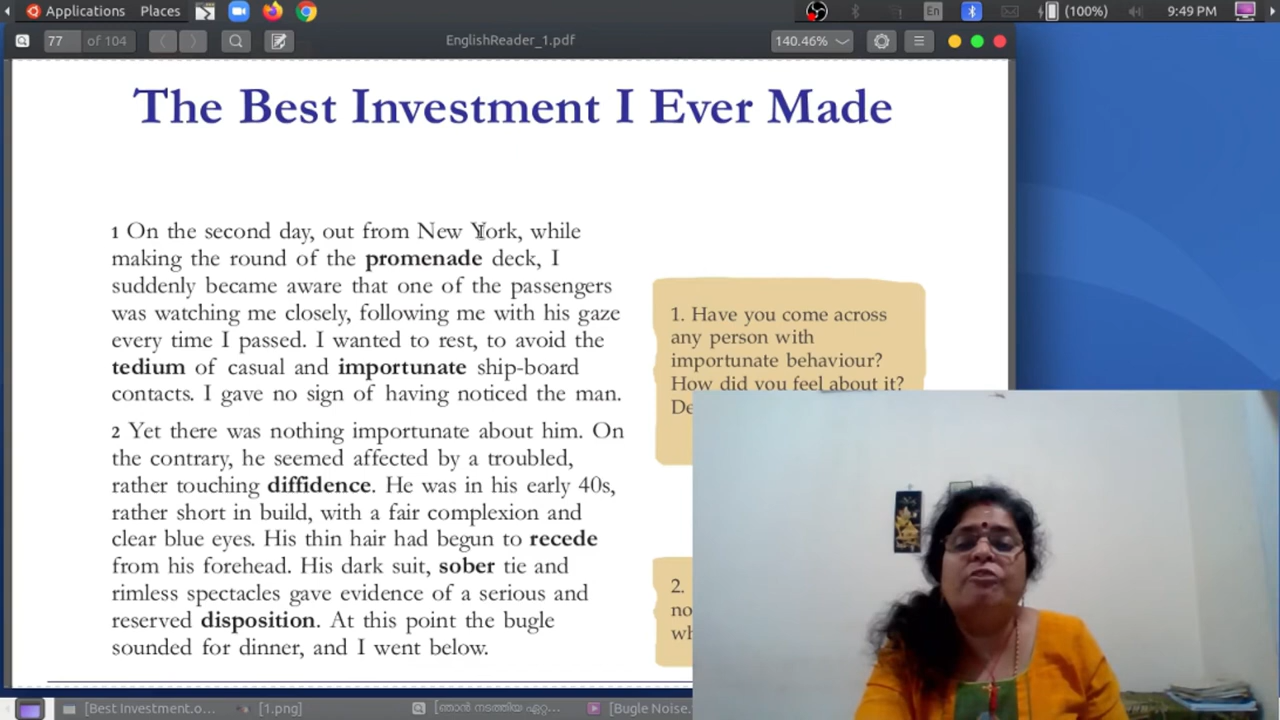 Applications Places
En
(100%)
9:49 PM
77 of 104
EnglishReader_1.pdf
140.46%
The Best Investment I Ever Made
1 On the second day, out from New York, while
making the round of the promenade deck, I
suddenly became aware that one of the passengers
was watching me closely, following me with his gaze
every time I passed. I wanted to rest, to avoid the
tedium of casual and importunate ship-board
contacts. I gave no sign of having noticed the man.
2 Yet there was nothing importunate about him. On
the contrary, he seemed affected by a troubled,
rather touching diffidence. He was in his early 40s,
rather short in build, with a fair complexion and
clear blue eyes. His thin hair had begun to recede
from his forehead. His dark suit, sober tie and
rimless spectacles gave evidence of a serious and
reserved disposition. At this point the bugle
sounded for dinner, and I went below.
1. Have you come across
any person with
importunate behaviour?
How did you feel about it?
De
2.
no
wh
[Best Investment.o...
[1.png]
[ഞാൻ നടത്തിയ ഏറ്റ...
[Bugle Noise.